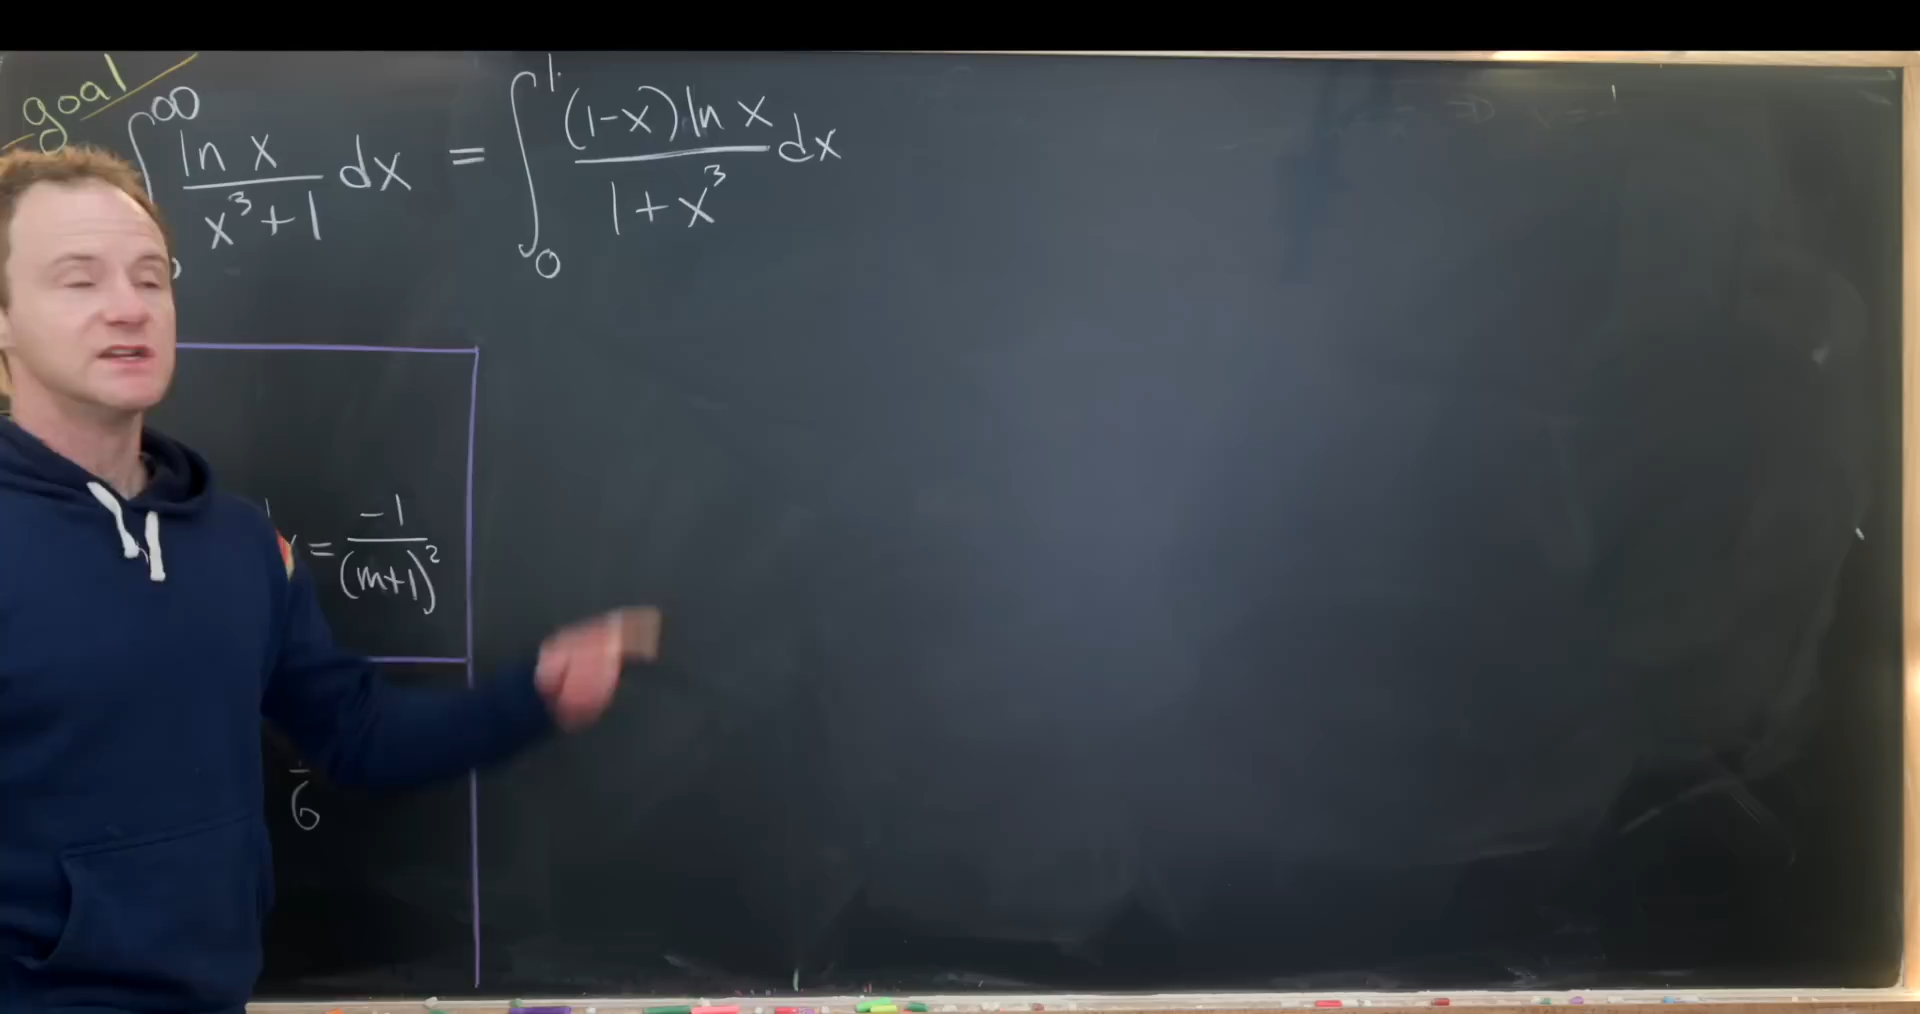 goal
∫₀^∞ ln x / (x³+1) dx = ∫₀¹ (1-x) ln x / (1+x³) dx
= -1 / (m+1)²
6